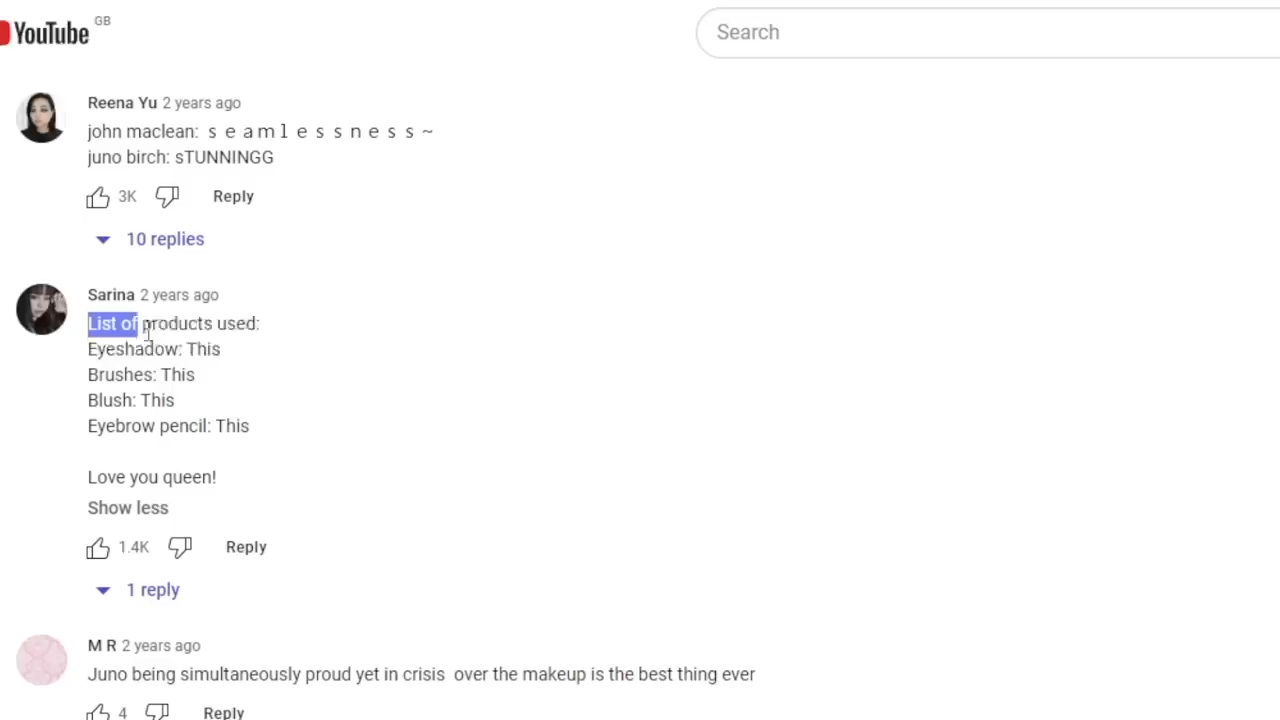 YouTube GB
Search
Reena Yu 2 years ago
john maclean: s e a m l e s s n e s s ~
juno birch: sTUNNINGG
3K Reply
10 replies
Sarina 2 years ago
List of products used:
Eyeshadow: This
Brushes: This
Blush: This
Eyebrow pencil: This
Love you queen!
Show less
1.4K Reply
1 reply
M R 2 years ago
Juno being simultaneously proud yet in crisis  over the makeup is the best thing ever
4 Reply